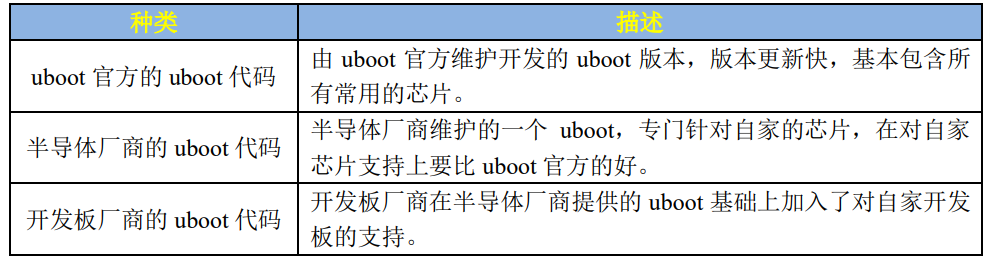 种类 描述
uboot 官方的 uboot 代码
由 uboot 官方维护开发的 uboot 版本，版本更新快，基本包含所
有常用的芯片。
半导体厂商的 uboot 代码
半导体厂商维护的一个 uboot，专门针对自家的芯片，在对自家
芯片支持上要比 uboot 官方的好。
开发板厂商的 uboot 代码
开发板厂商在半导体厂商提供的 uboot 基础上加入了对自家开发
板的支持。